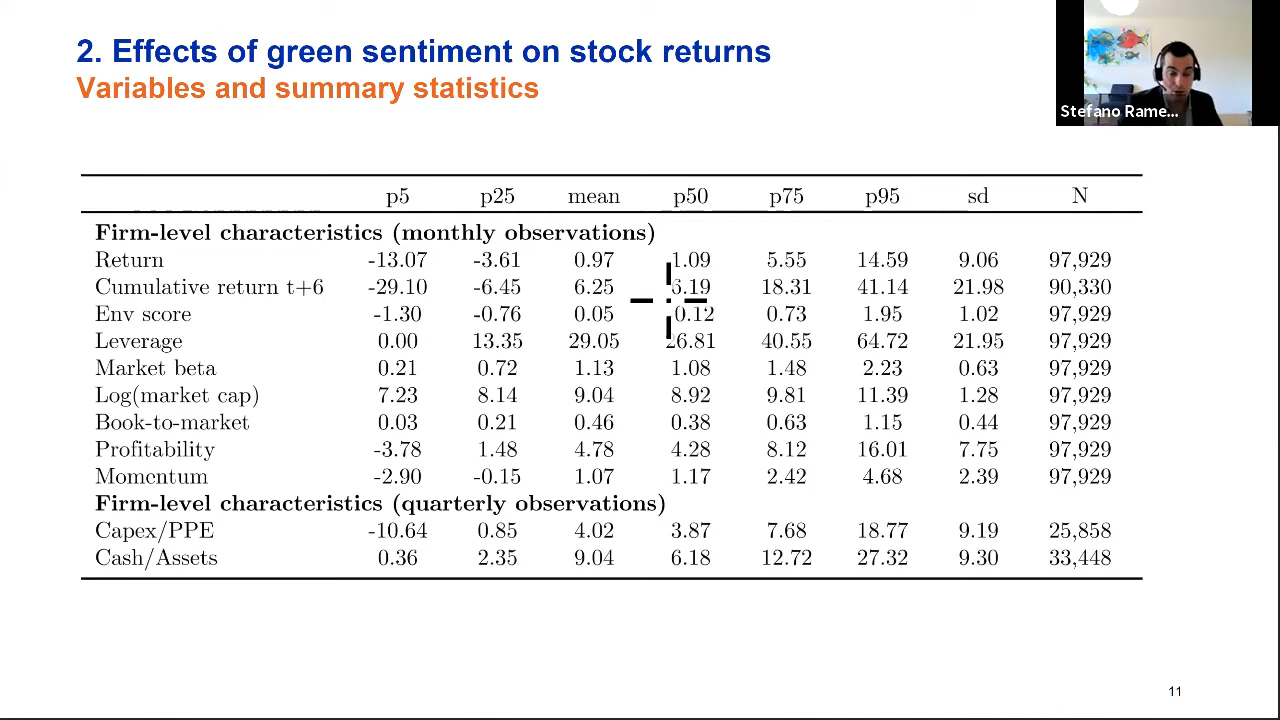 2. Effects of green sentiment on stock returns
Variables and summary statistics
Stefano Rame...
p5 p25 mean p50 p75 p95 sd N
Firm-level characteristics (monthly observations)
Return -13.07 -3.61 0.97 1.09 5.55 14.59 9.06 97,929
Cumulative return t+6 -29.10 -6.45 6.25 6.19 18.31 41.14 21.98 90,330
Env score -1.30 -0.76 0.05 0.12 0.73 1.95 1.02 97,929
Leverage 0.00 13.35 29.05 26.81 40.55 64.72 21.95 97,929
Market beta 0.21 0.72 1.13 1.08 1.48 2.23 0.63 97,929
Log(market cap) 7.23 8.14 9.04 8.92 9.81 11.39 1.28 97,929
Book-to-market 0.03 0.21 0.46 0.38 0.63 1.15 0.44 97,929
Profitability -3.78 1.48 4.78 4.28 8.12 16.01 7.75 97,929
Momentum -2.90 -0.15 1.07 1.17 2.42 4.68 2.39 97,929
Firm-level characteristics (quarterly observations)
Capex/PPE -10.64 0.85 4.02 3.87 7.68 18.77 9.19 25,858
Cash/Assets 0.36 2.35 9.04 6.18 12.72 27.32 9.30 33,448
11